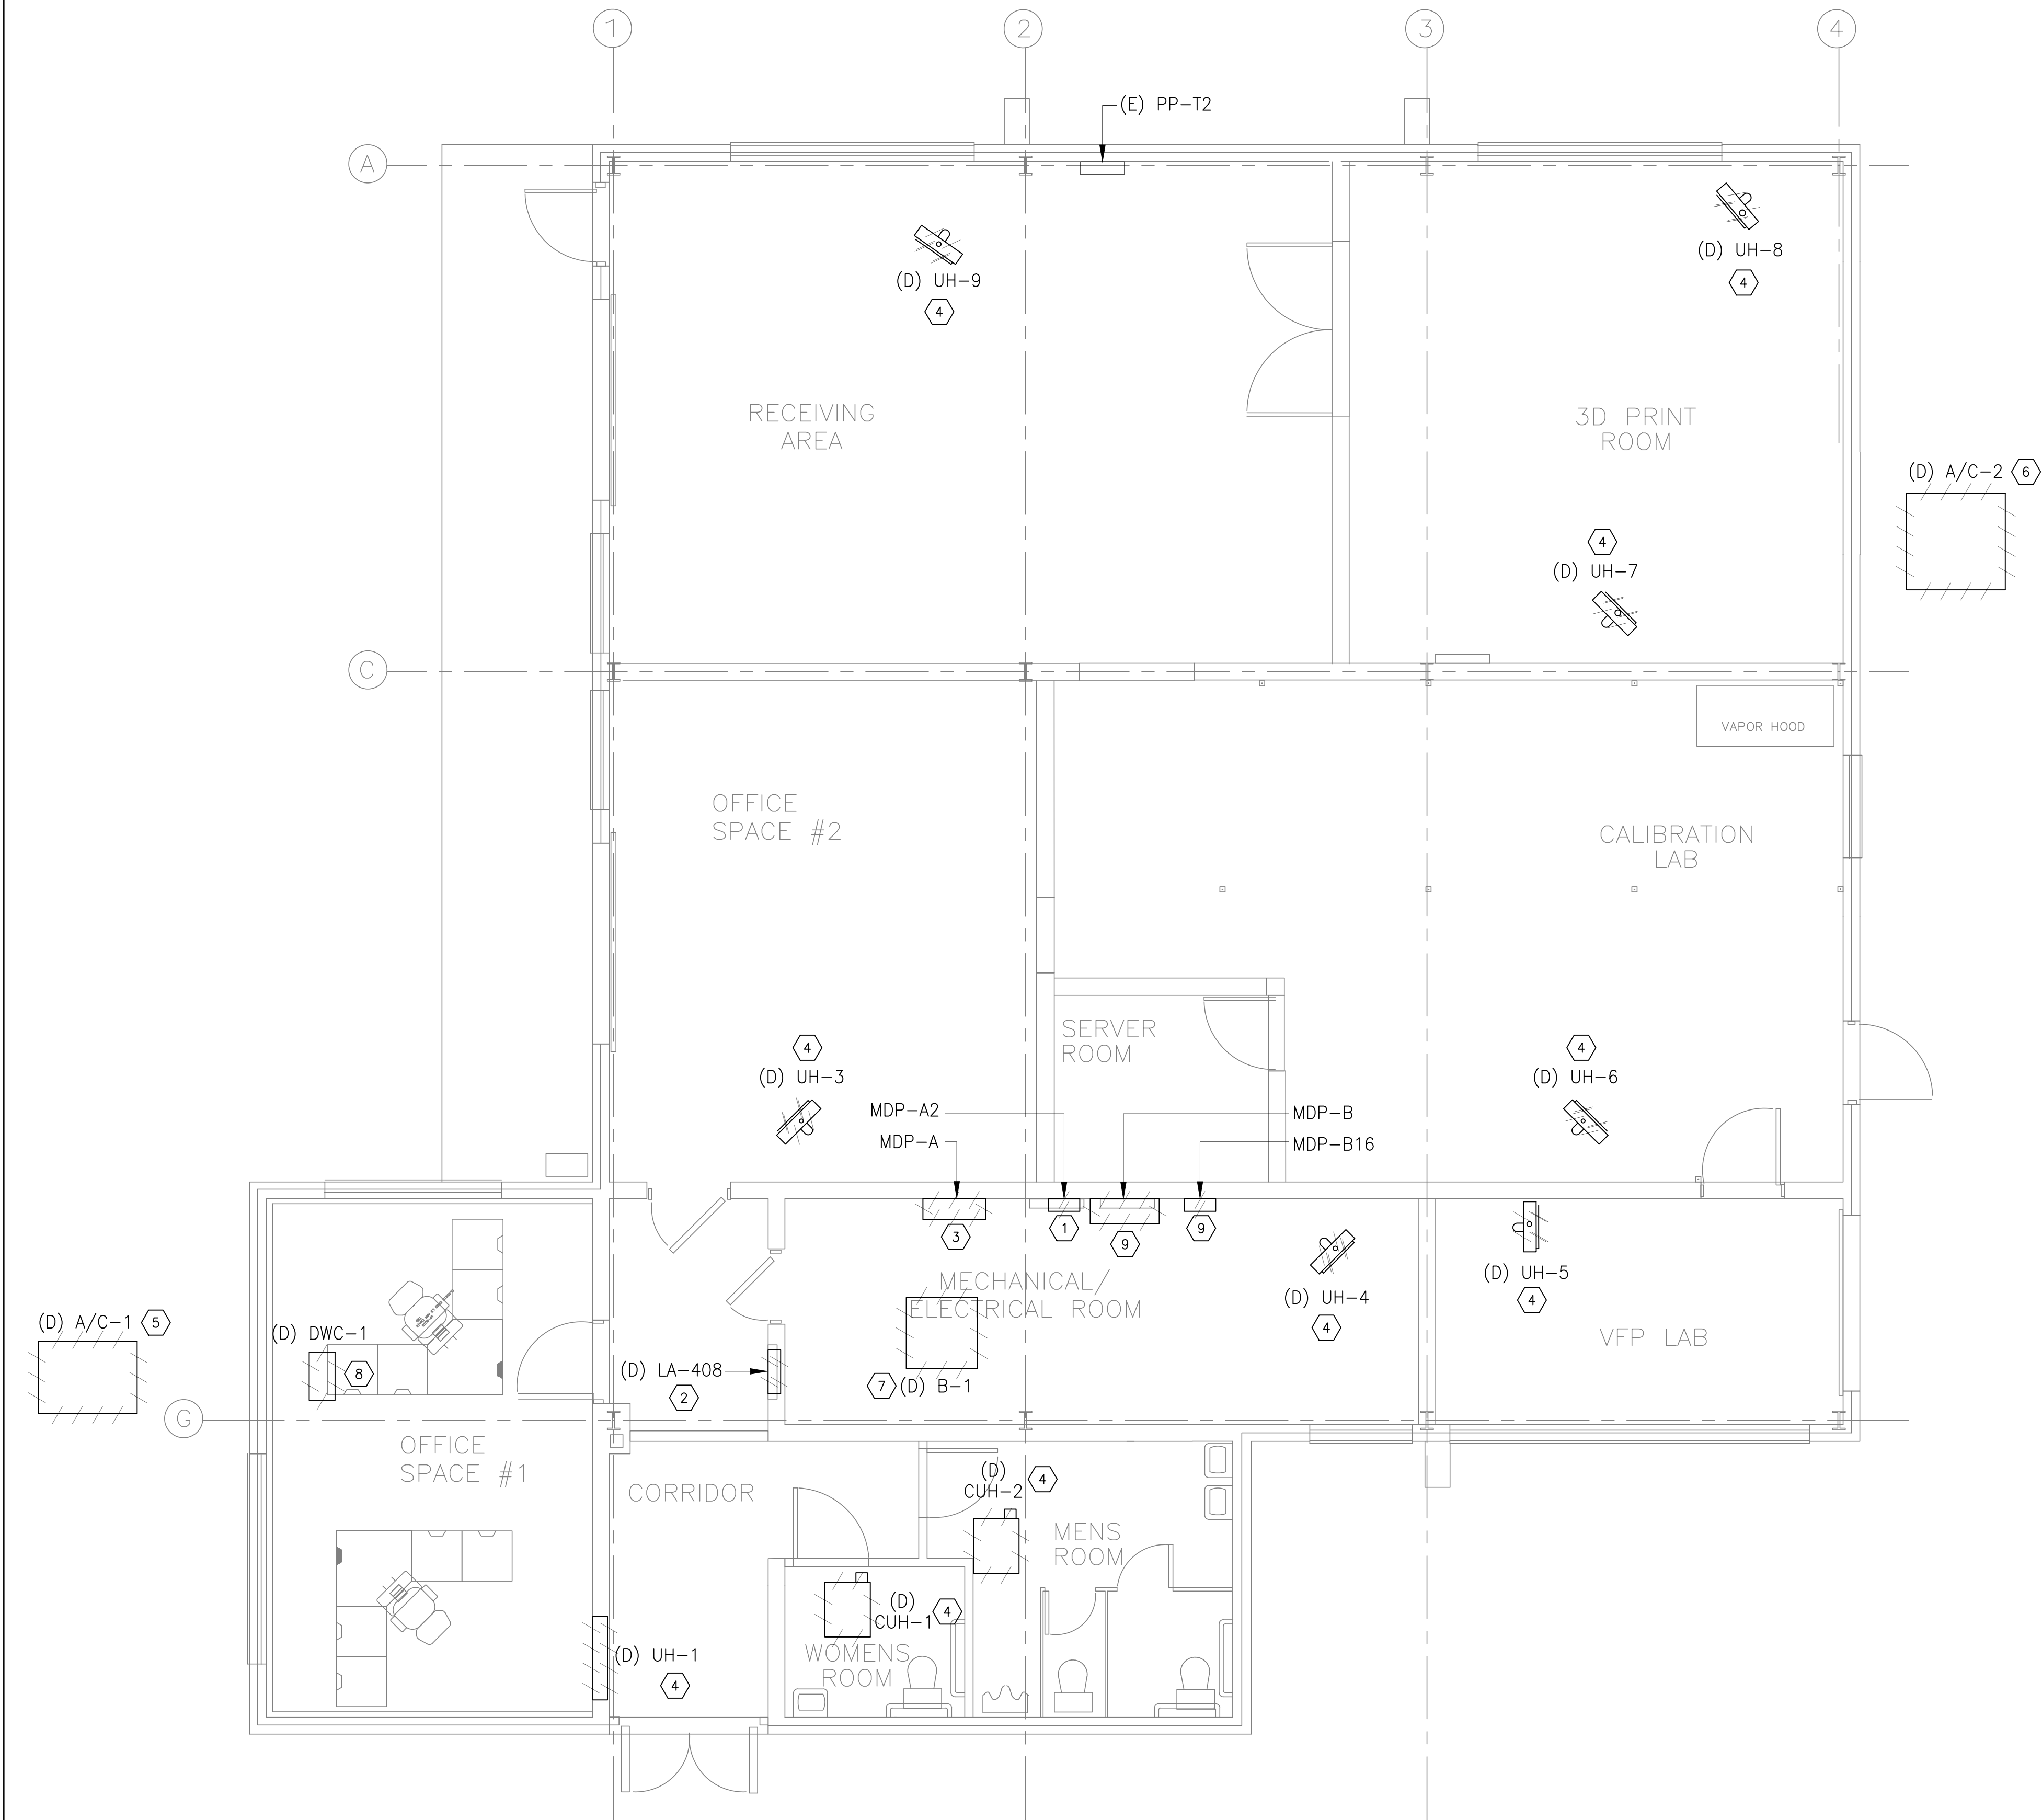 1
2
3
4
(E) PP-T2
A
(D) UH-8
4
(D) UH-9
4
RECEIVING
AREA
3D PRINT
ROOM
(D) A/C-2 6
4
(D) UH-7
C
VAPOR HOOD
OFFICE
SPACE #2
CALIBRATION
LAB
SERVER
ROOM
4
(D) UH-3
4
(D) UH-6
MDP-A2
MDP-B
MDP-A
MDP-B16
3
1
9
9
MECHANICAL/
ELECTRICAL ROOM
(D) UH-4
4
(D) UH-5
4
(D) A/C-1 5
(D) DWC-1
8
VFP LAB
(D) LA-408
2
7 (D) B-1
G
OFFICE
SPACE #1
CORRIDOR
(D)
CUH-2
4
MENS
ROOM
(D)
CUH-1
4
WOMENS
ROOM
(D) UH-1
4